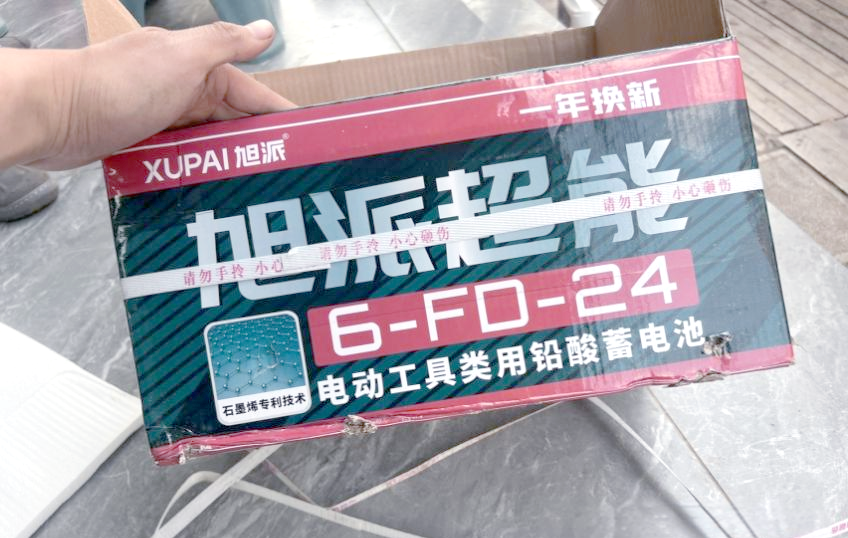 一年换新
XUPAI 旭派®
旭派超能
请勿手拎 小心 请勿手拎 小心砸伤 请勿手拎 小心砸伤
6-FD-24
电动工具类用铅酸蓄电池
石墨烯专利技术